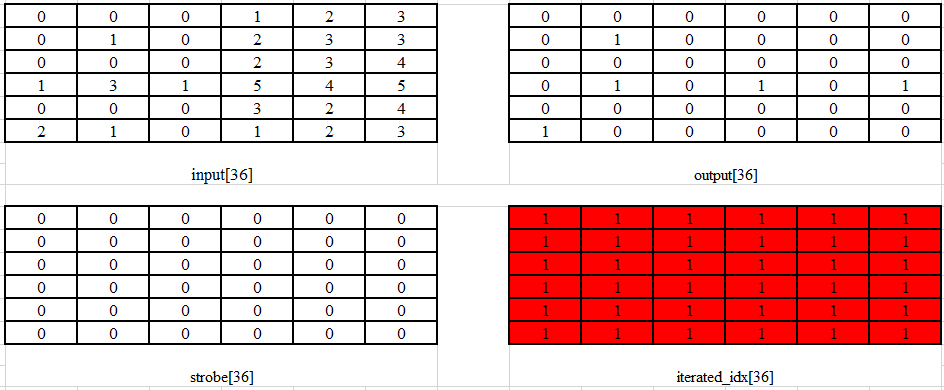 0 0 0 1 2 3
0 1 0 2 3 3
0 0 0 2 3 4
1 3 1 5 4 5
0 0 0 3 2 4
2 1 0 1 2 3
input[36]
0 0 0 0 0 0
0 1 0 0 0 0
0 0 0 0 0 0
0 1 0 1 0 1
0 0 0 0 0 0
1 0 0 0 0 0
output[36]
0 0 0 0 0 0
0 0 0 0 0 0
0 0 0 0 0 0
0 0 0 0 0 0
0 0 0 0 0 0
0 0 0 0 0 0
strobe[36]
1 1 1 1 1 1
1 1 1 1 1 1
1 1 1 1 1 1
1 1 1 1 1 1
1 1 1 1 1 1
1 1 1 1 1 1
iterated_idx[36]